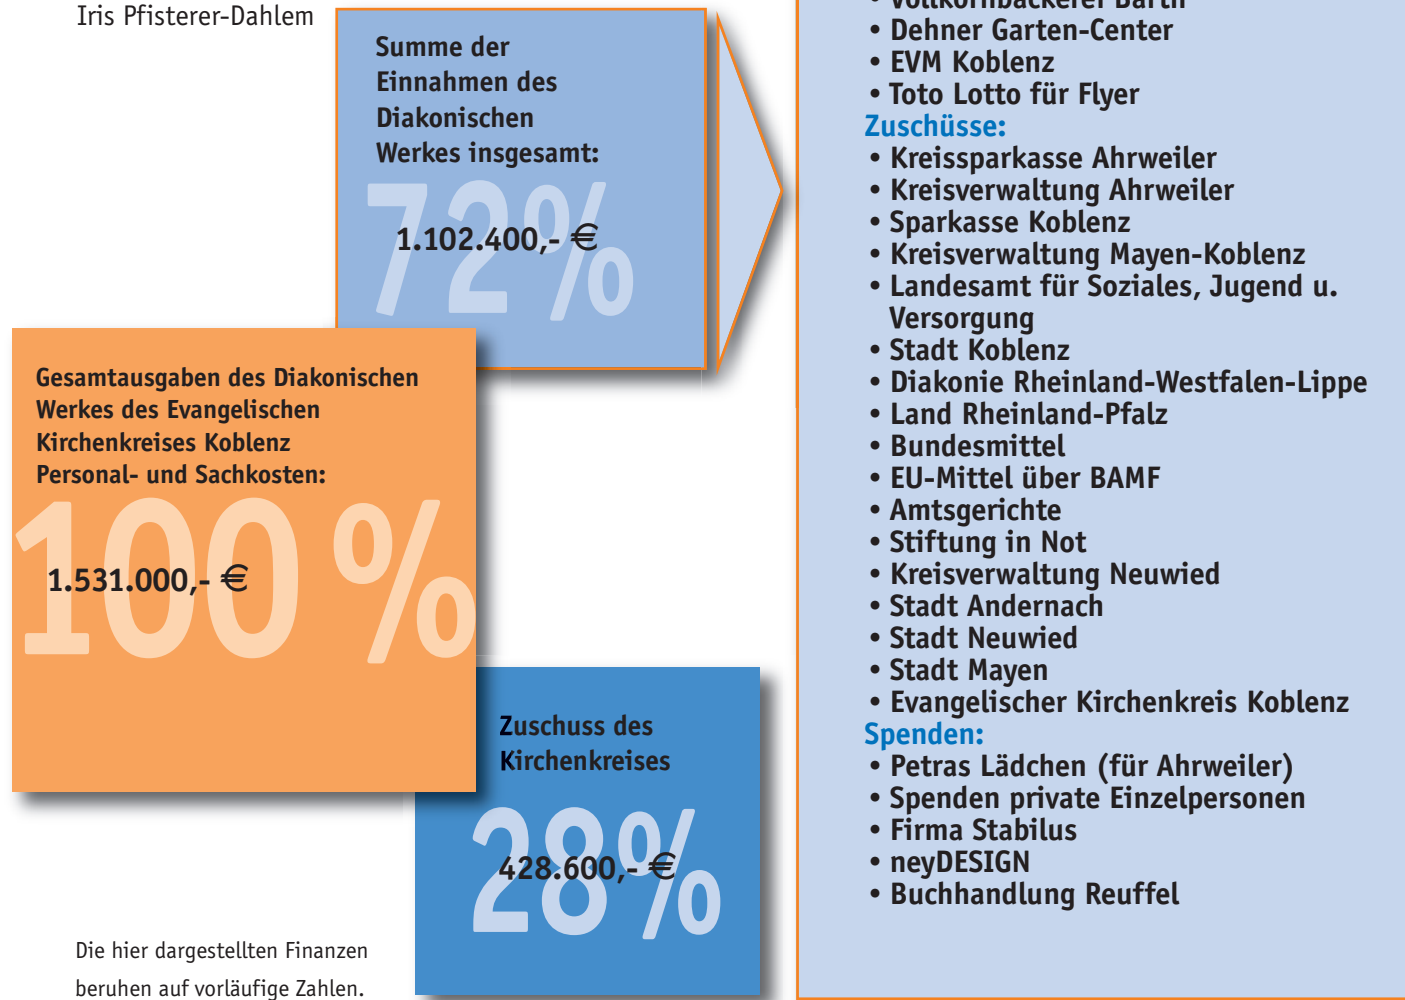 Iris Pfisterer-Dahlem
Summe der
Einnahmen des
Diakonischen
Werkes insgesamt:
72%
1.102.400,- €
Gesamtausgaben des Diakonischen
Werkes des Evangelischen
Kirchenkreises Koblenz
Personal- und Sachkosten:
100 %
1.531.000,- €
Zuschuss des
Kirchenkreises
28%
428.600,- €
Die hier dargestellten Finanzen
beruhen auf vorläufige Zahlen.
• Vollkornbäckerei Barth
• Dehner Garten-Center
• EVM Koblenz
• Toto Lotto für Flyer
Zuschüsse:
• Kreissparkasse Ahrweiler
• Kreisverwaltung Ahrweiler
• Sparkasse Koblenz
• Kreisverwaltung Mayen-Koblenz
• Landesamt für Soziales, Jugend u.
Versorgung
• Stadt Koblenz
• Diakonie Rheinland-Westfalen-Lippe
• Land Rheinland-Pfalz
• Bundesmittel
• EU-Mittel über BAMF
• Amtsgerichte
• Stiftung in Not
• Kreisverwaltung Neuwied
• Stadt Andernach
• Stadt Neuwied
• Stadt Mayen
• Evangelischer Kirchenkreis Koblenz
Spenden:
• Petras Lädchen (für Ahrweiler)
• Spenden private Einzelpersonen
• Firma Stabilus
• neyDESIGN
• Buchhandlung Reuffel